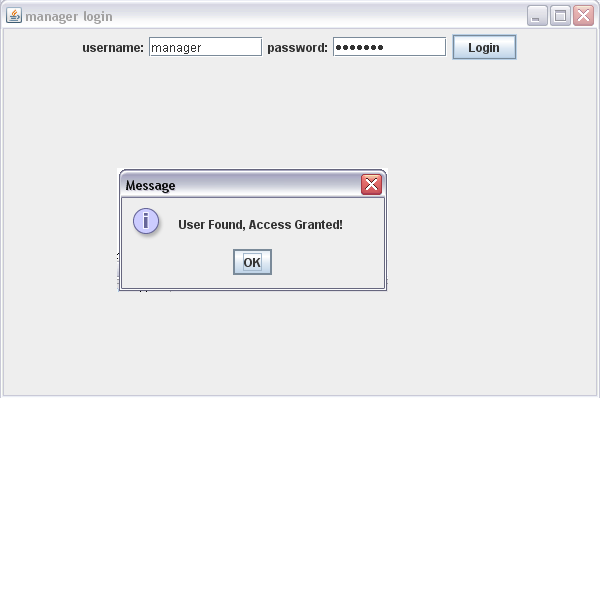 manager login
username: manager password: ••••••• Login
Message
User Found, Access Granted!
OK